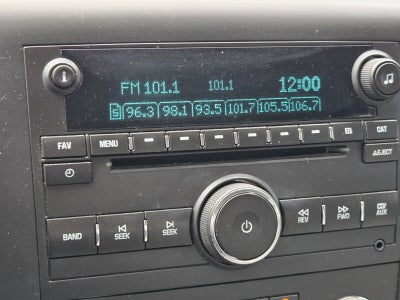 FM 101.1 101.1 12:00
96.3 98.1 93.5 101.7 105.5 106.7
FAV MENU EQ CAT
EJECT
BAND SEEK SEEK REV FWD CD/AUX